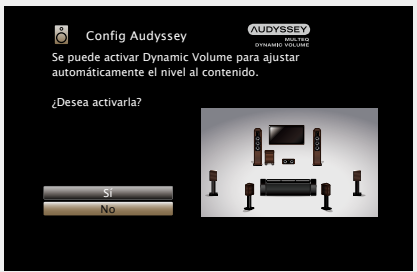 Config Audyssey
AUDYSSEY
MULTEQ
DYNAMIC VOLUME
Se puede activar Dynamic Volume para ajustar
automáticamente el nivel al contenido.
¿Desea activarla?
Sí
No